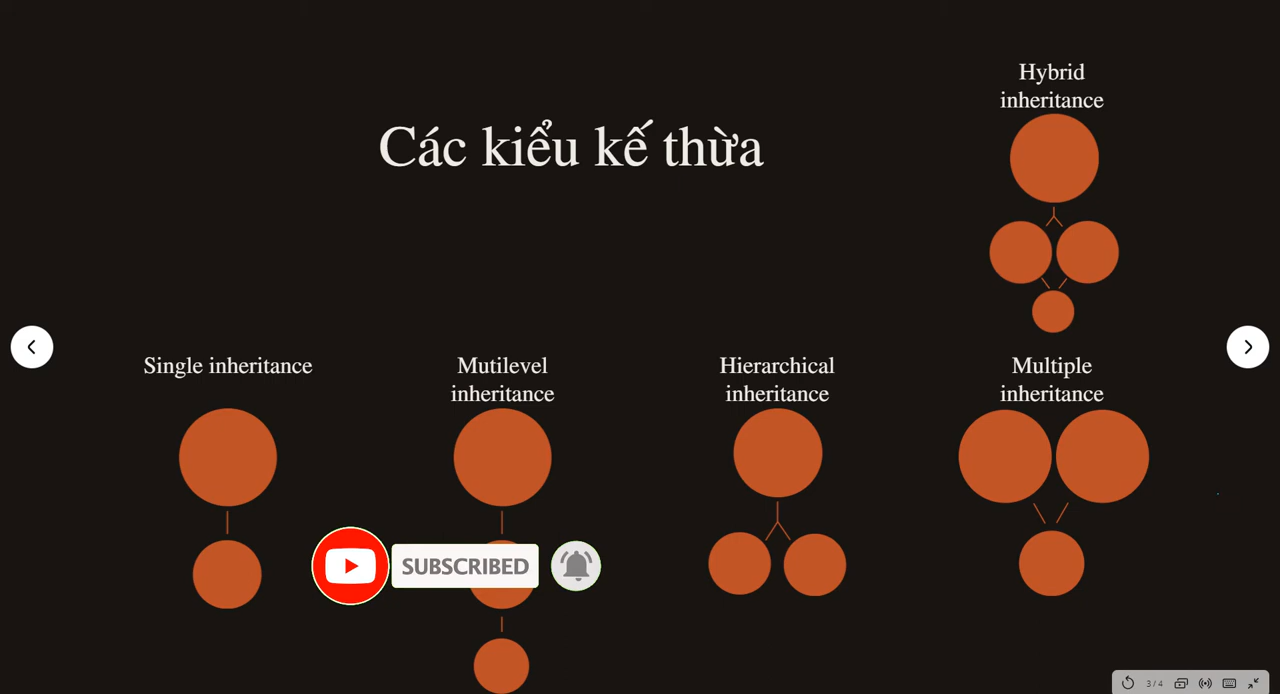 Hybrid
inheritance
Các kiểu kế thừa
Single inheritance
Mutilevel
inheritance
Hierarchical
inheritance
Multiple
inheritance
SUBSCRIBED
3 / 4